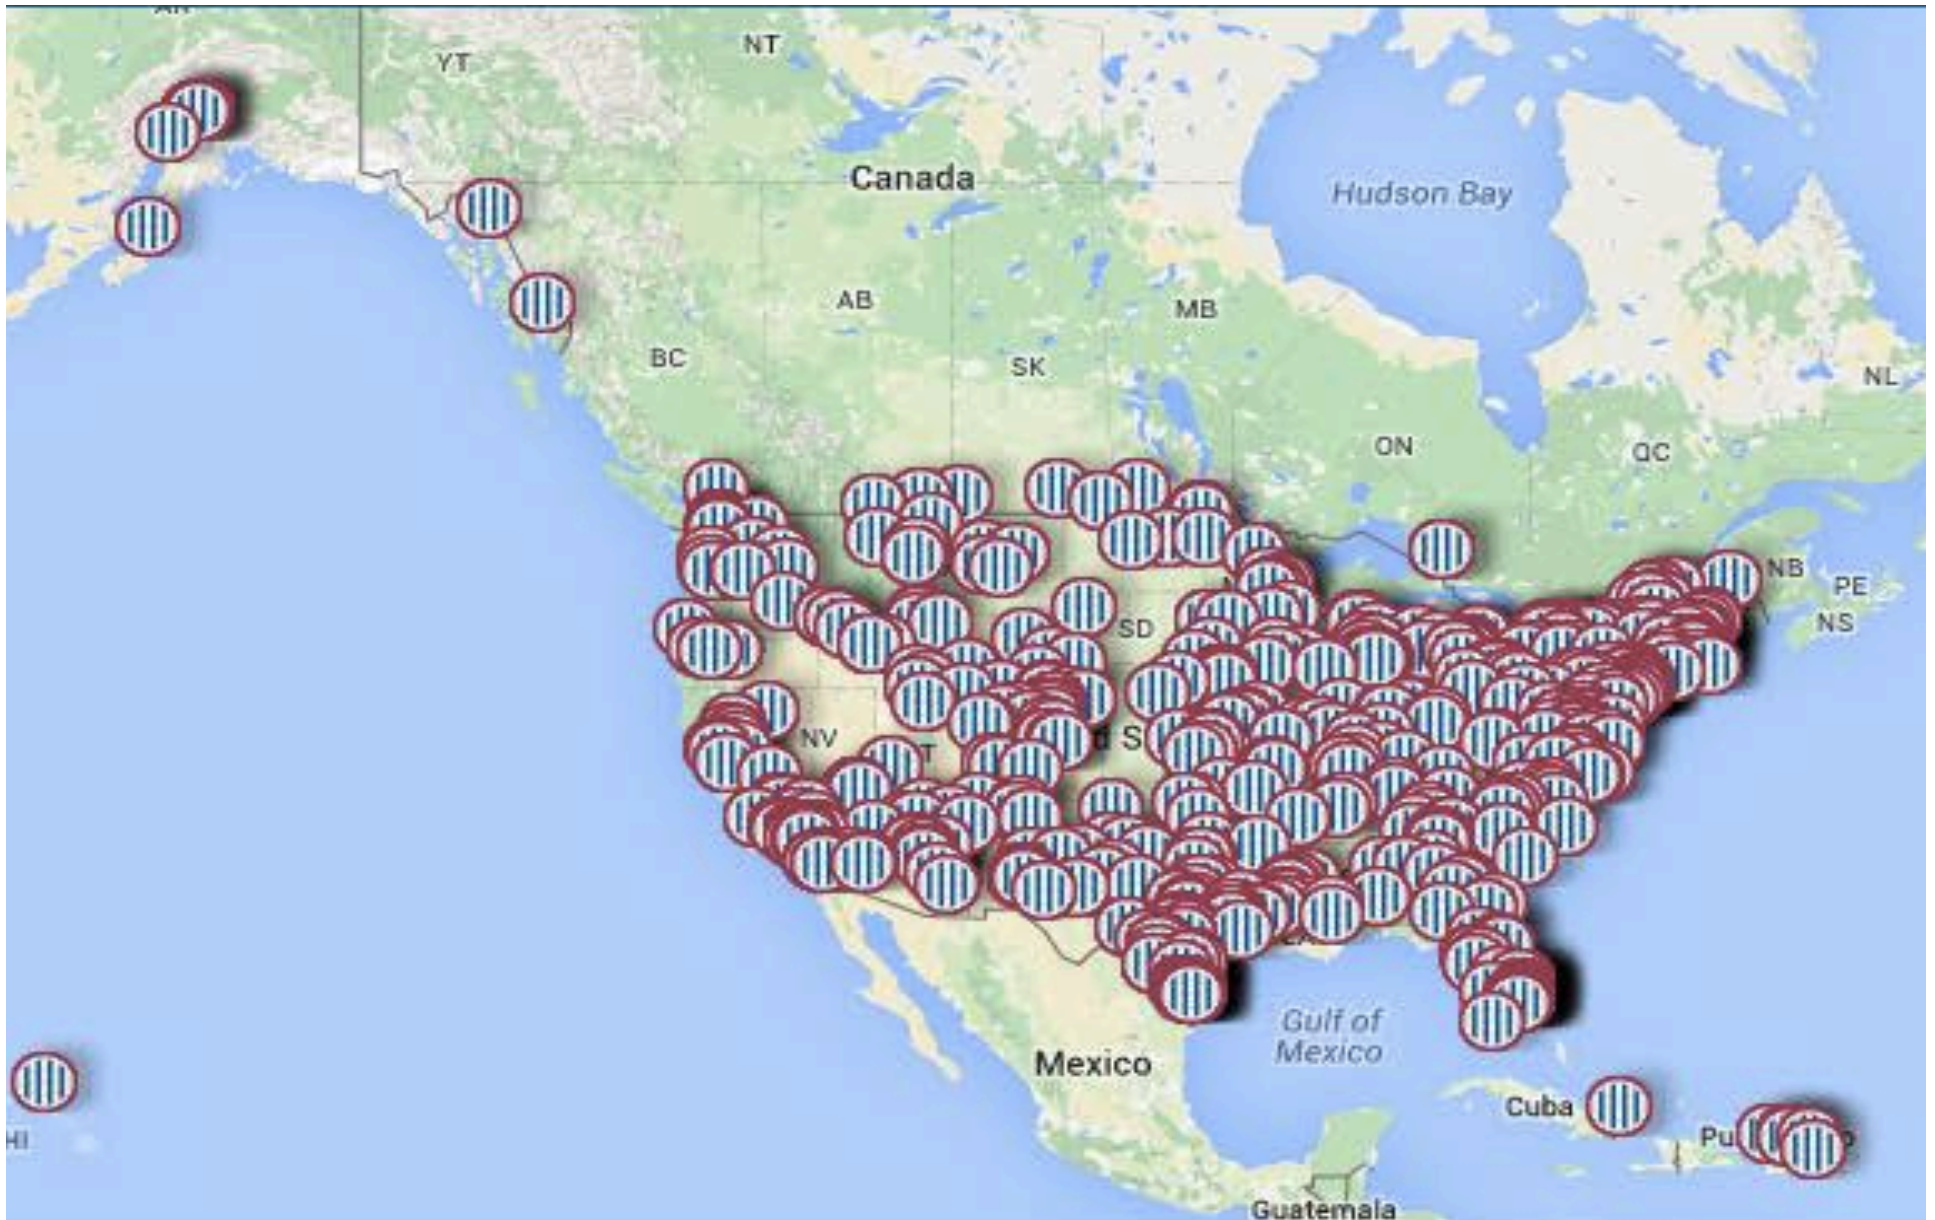 YT
NT
Canada
Hudson Bay
AB
MB
BC
SK
NL
ON
QC
NB
PE
NS
SD
NV
Gulf of
Mexico
Mexico
Cuba
HI
Guatemala